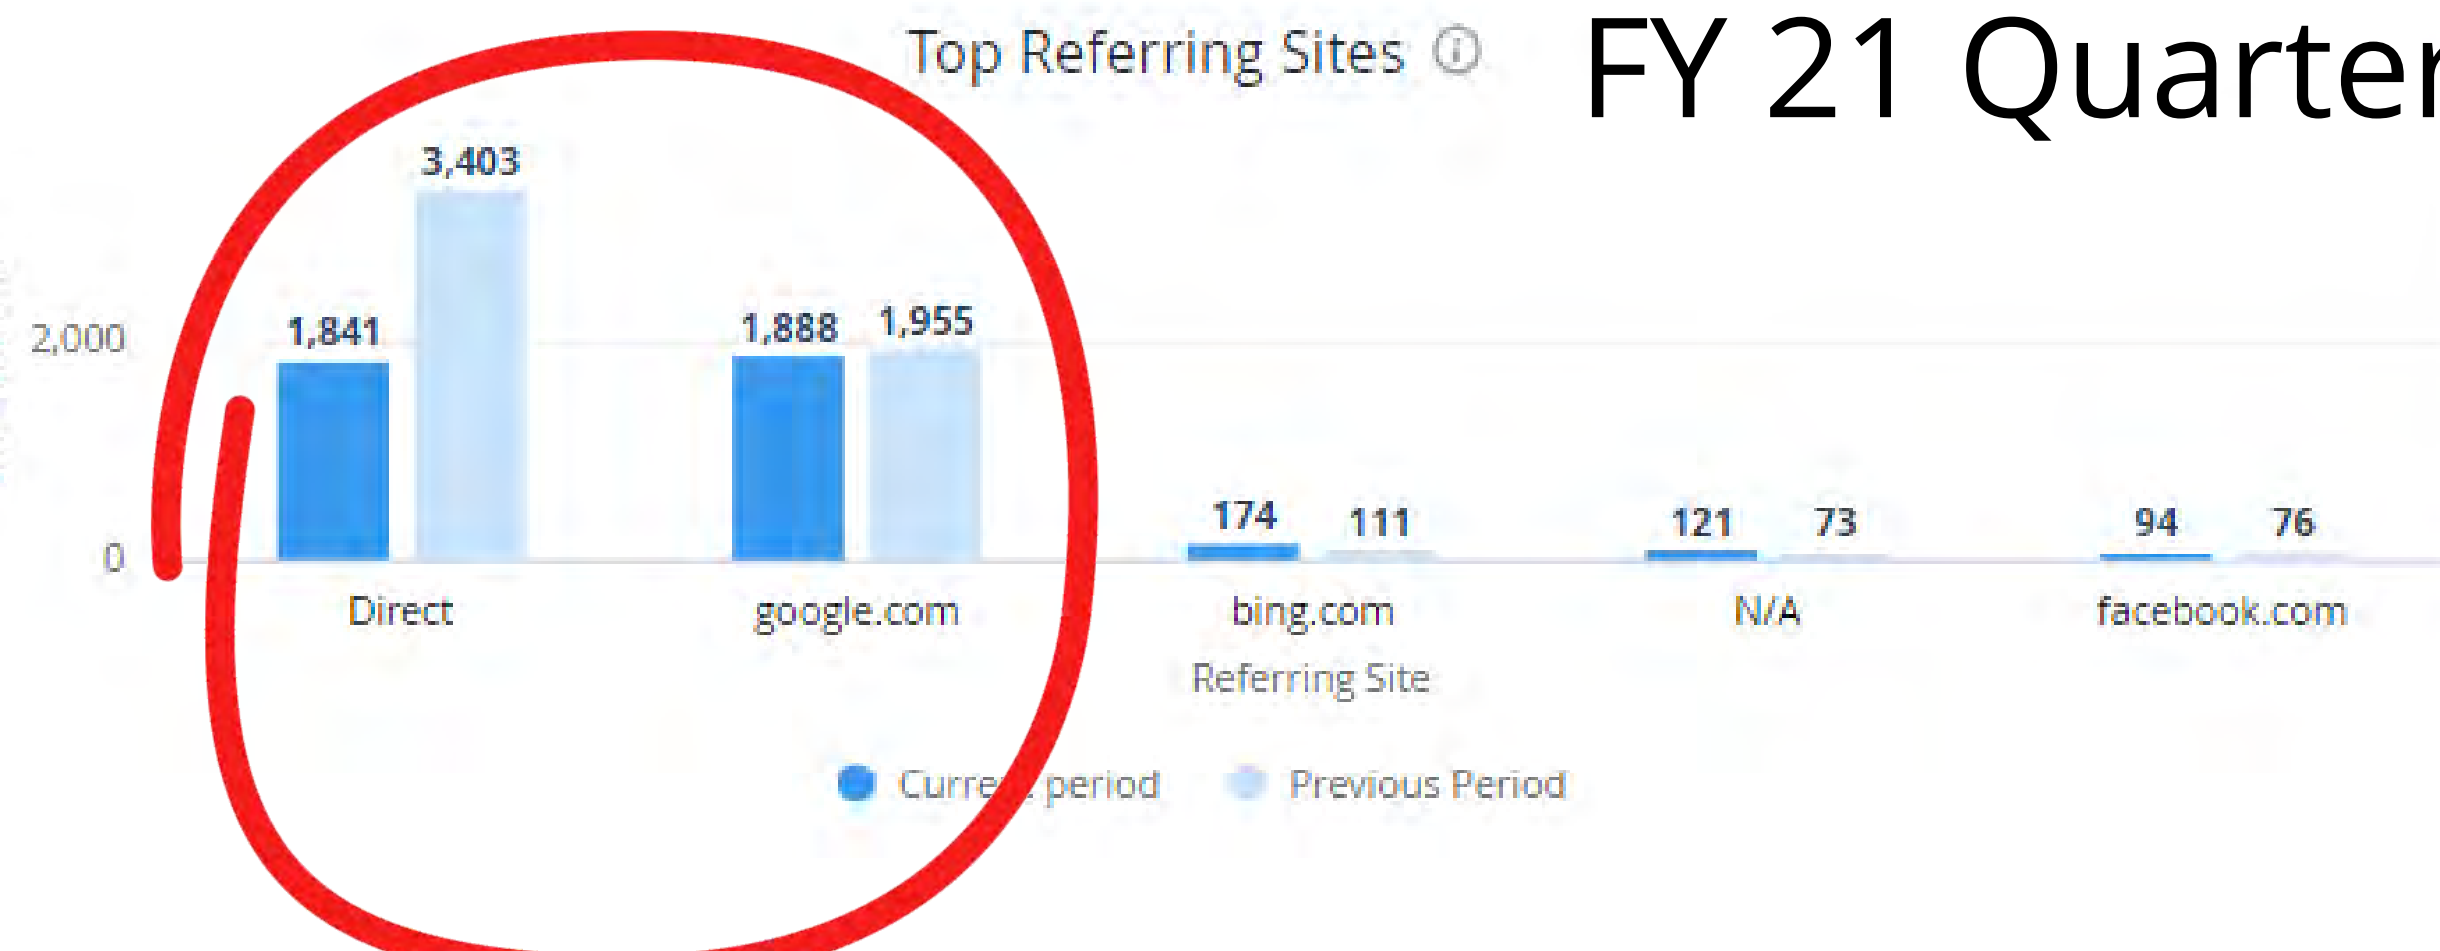 Top Referring Sites
FY 21 Quarter
3,403
2,000
1,841
1,888
1,955
174
111
121
73
94
76
0
Direct
google.com
bing.com
N/A
facebook.com
Referring Site
Current period
Previous Period